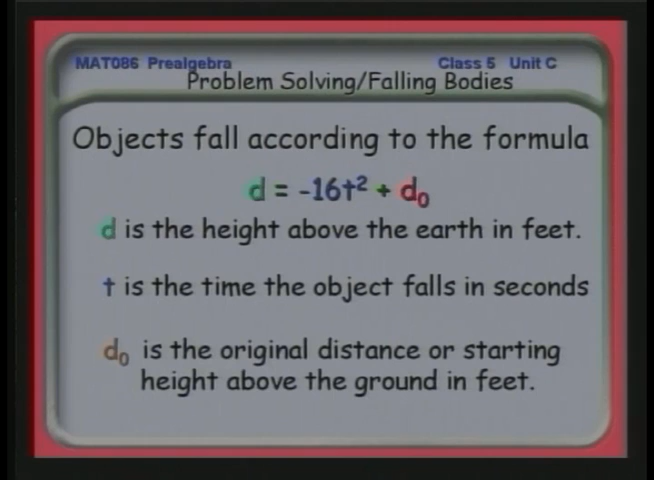 MAT086 Prealgebra Class 5 Unit C
Problem Solving/Falling Bodies
Objects fall according to the formula
d = -16t² + d₀
d is the height above the earth in feet.
t is the time the object falls in seconds
d₀ is the original distance or starting
height above the ground in feet.